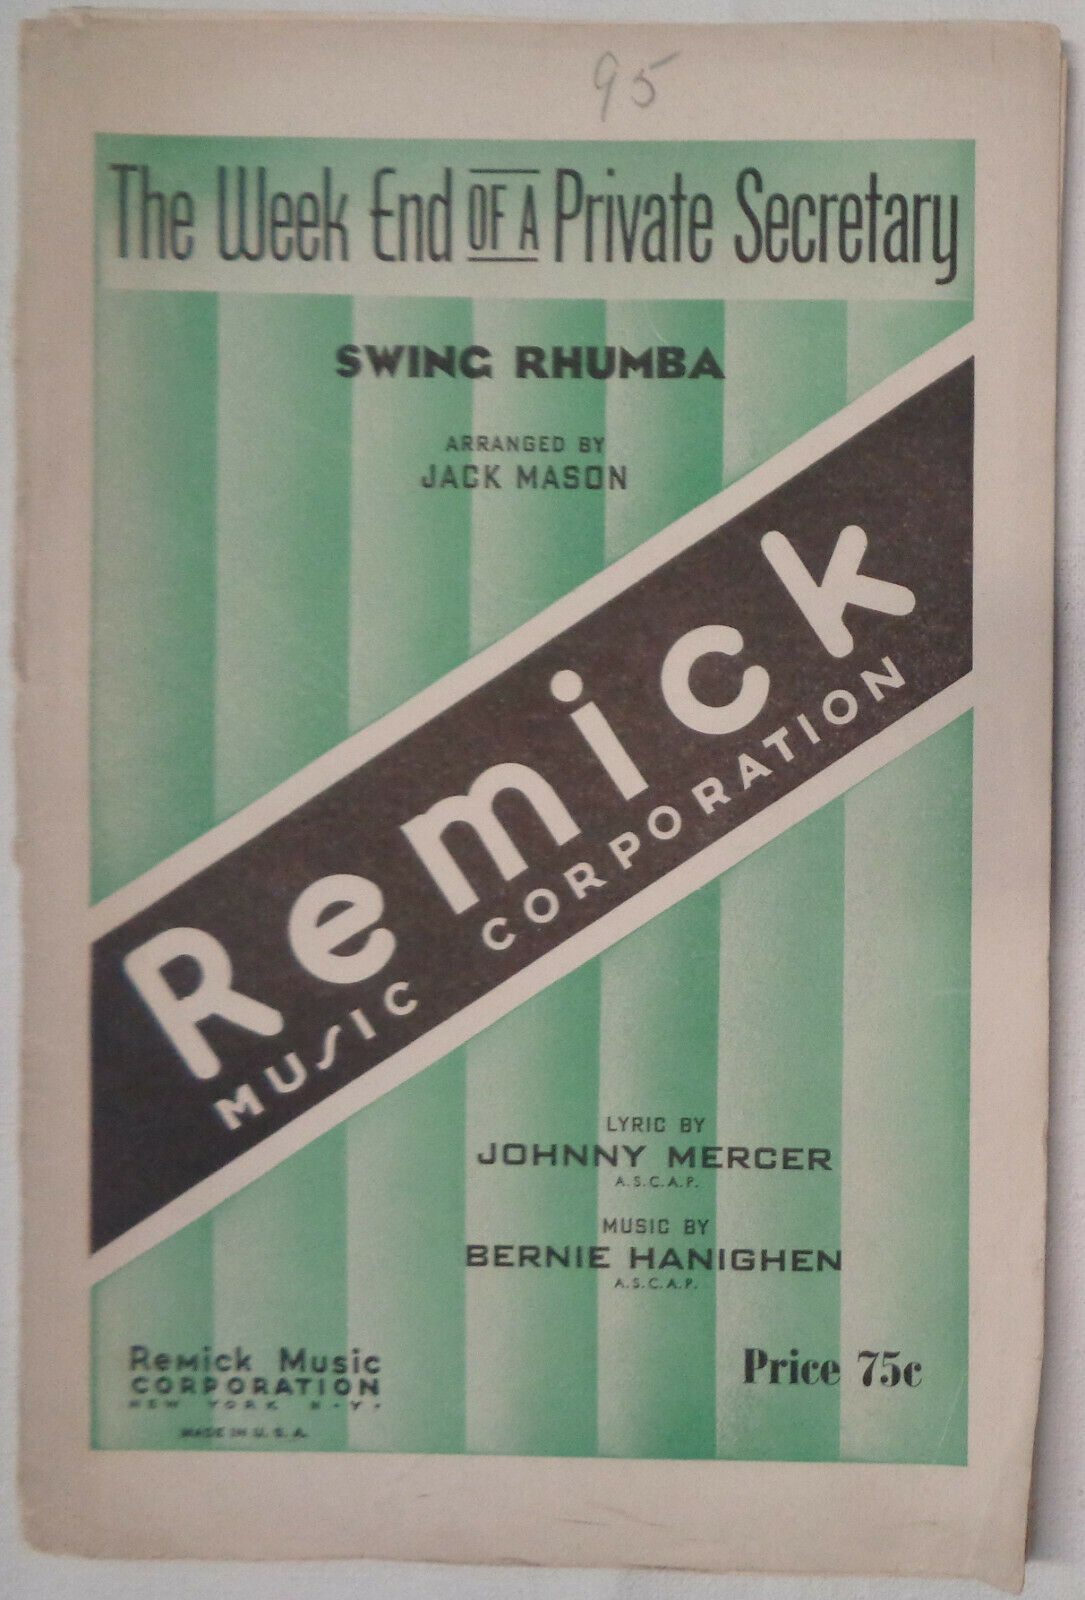 95
The Week End OF A Private Secretary
SWING RHUMBA
ARRANGED BY
JACK MASON
Remick
MUSIC CORPORATION
LYRIC BY
JOHNNY MERCER
A.S.C.A.P.
MUSIC BY
BERNIE HANIGHEN
A.S.C.A.P.
Remick Music
CORPORATION
NEW YORK N.Y.
MADE IN U.S.A.
Price 75c